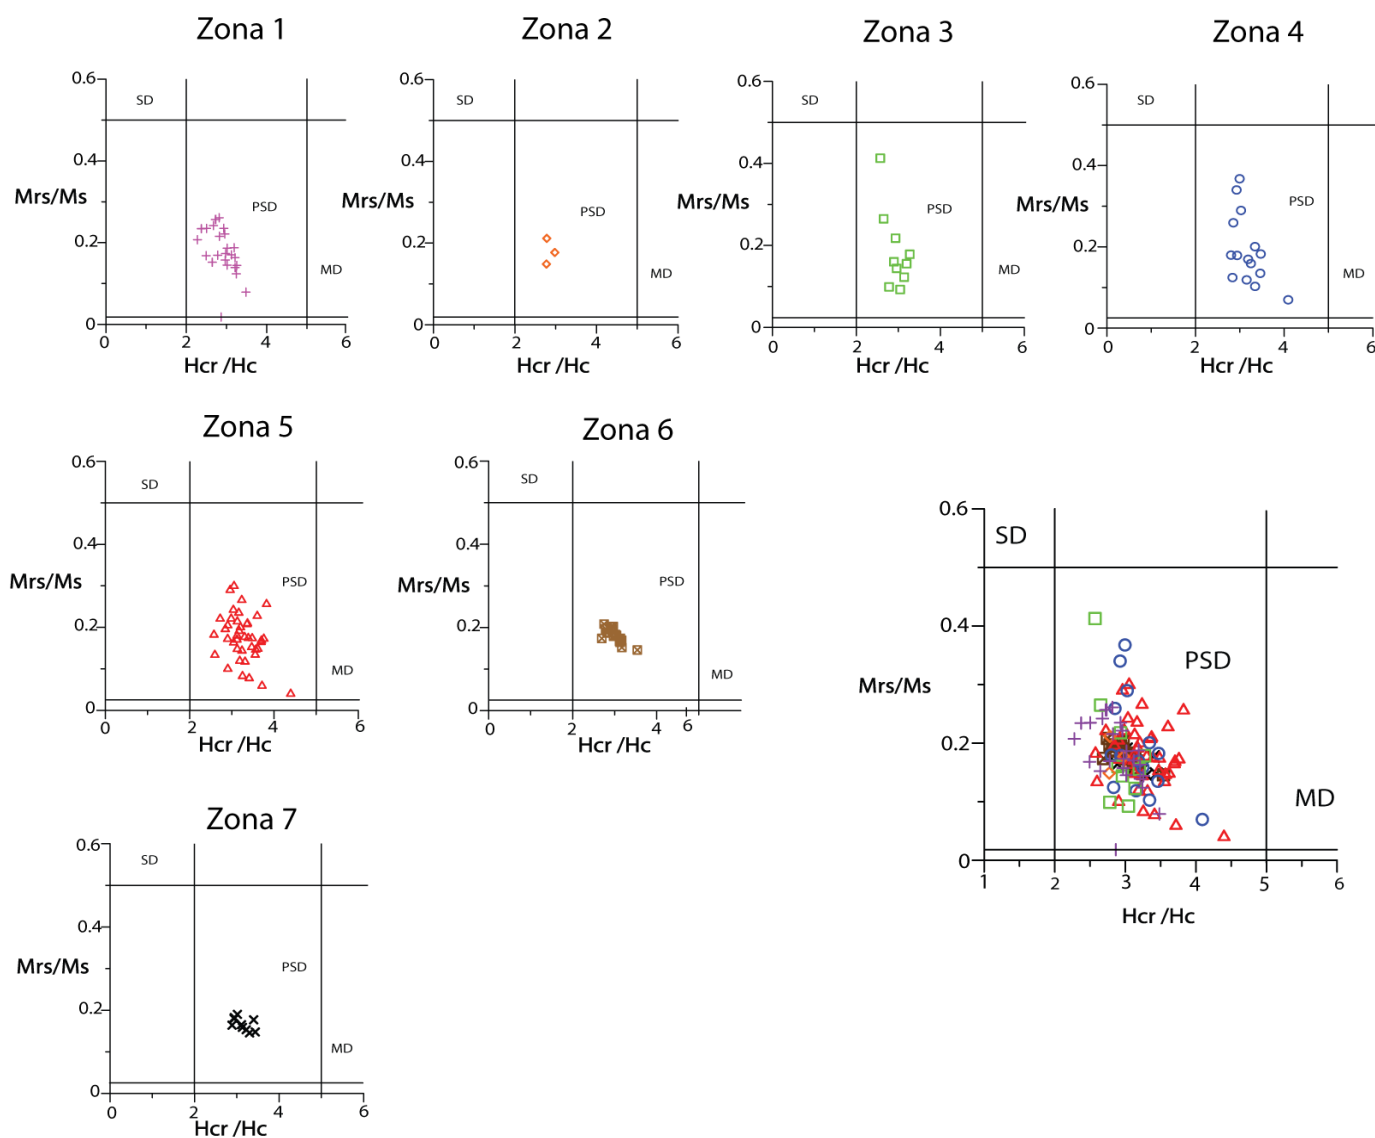 Zona 1
0.6
SD
0.4
Mrs/Ms
PSD
0.2
MD
0
0 2 4 6
Hcr /Hc
Zona 2
0.6
SD
0.4
Mrs/Ms
PSD
0.2
MD
0
0 2 4 6
Hcr /Hc
Zona 3
0.6
SD
0.4
Mrs/Ms
PSD
0.2
MD
0
0 2 4 6
Hcr /Hc
Zona 4
0.6
SD
0.4
Mrs/Ms
PSD
0.2
MD
0
0 2 4 6
Hcr /Hc
Zona 5
0.6
SD
0.4
Mrs/Ms
PSD
0.2
MD
0
0 2 4 6
Hcr /Hc
Zona 6
0.6
SD
0.4
Mrs/Ms
PSD
0.2
MD
0
0 2 4 6
Hcr /Hc
0.6
SD
0.4
PSD
Mrs/Ms
0.2
MD
0
1 2 3 4 5 6
Hcr /Hc
Zona 7
0.6
SD
0.4
Mrs/Ms
PSD
0.2
MD
0
0 2 4 6
Hcr /Hc